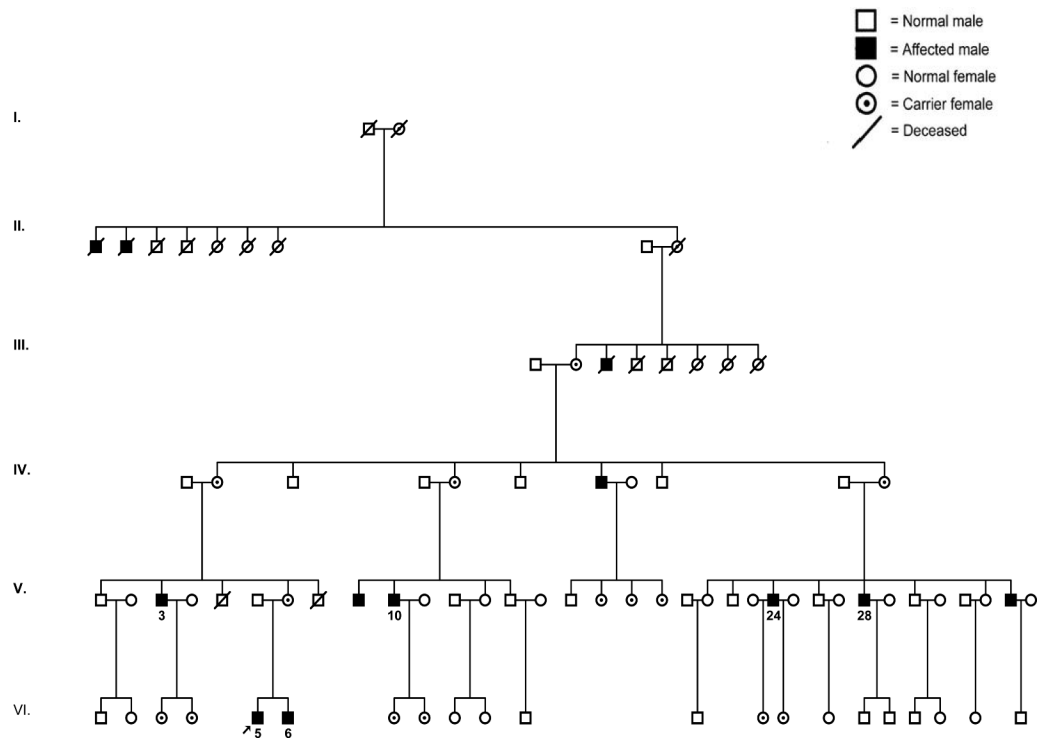 = Normal male
= Affected male
= Normal female
= Carrier female
= Deceased
I.
II.
III.
IV.
V.
3
10
24
28
VI.
5
6